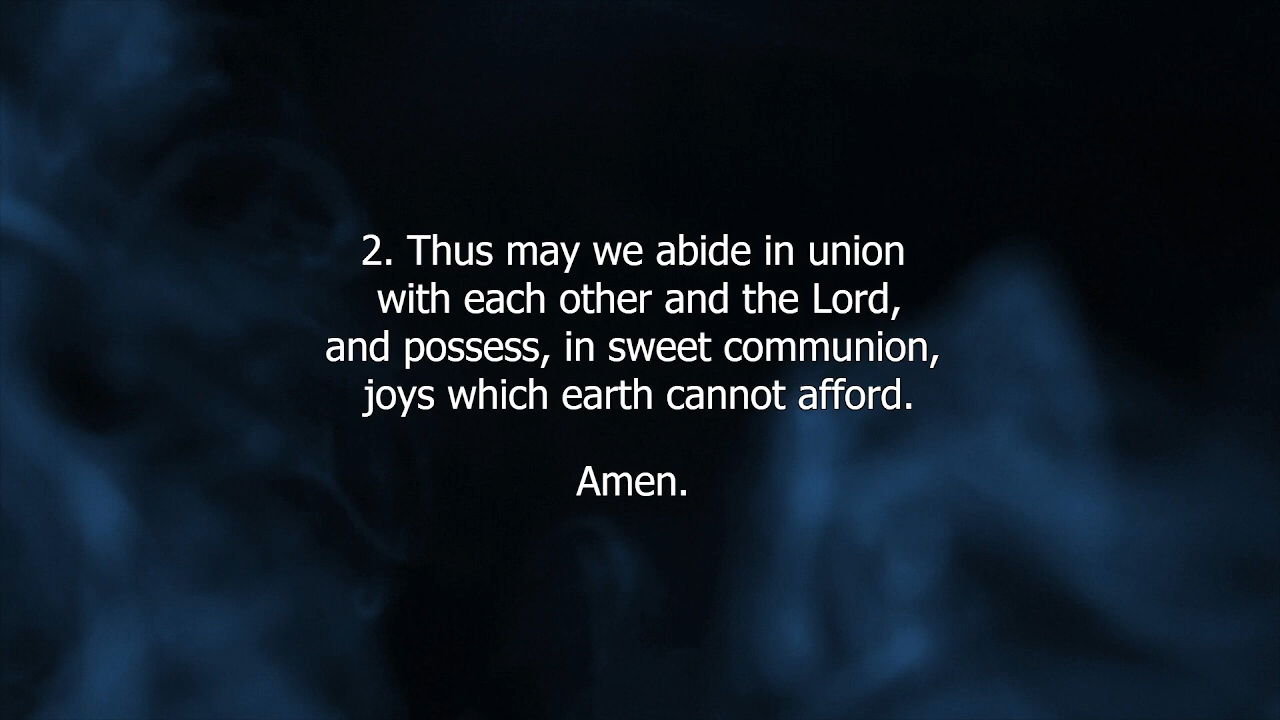 2. Thus may we abide in union
with each other and the Lord,
and possess, in sweet communion,
joys which earth cannot afford.
Amen.